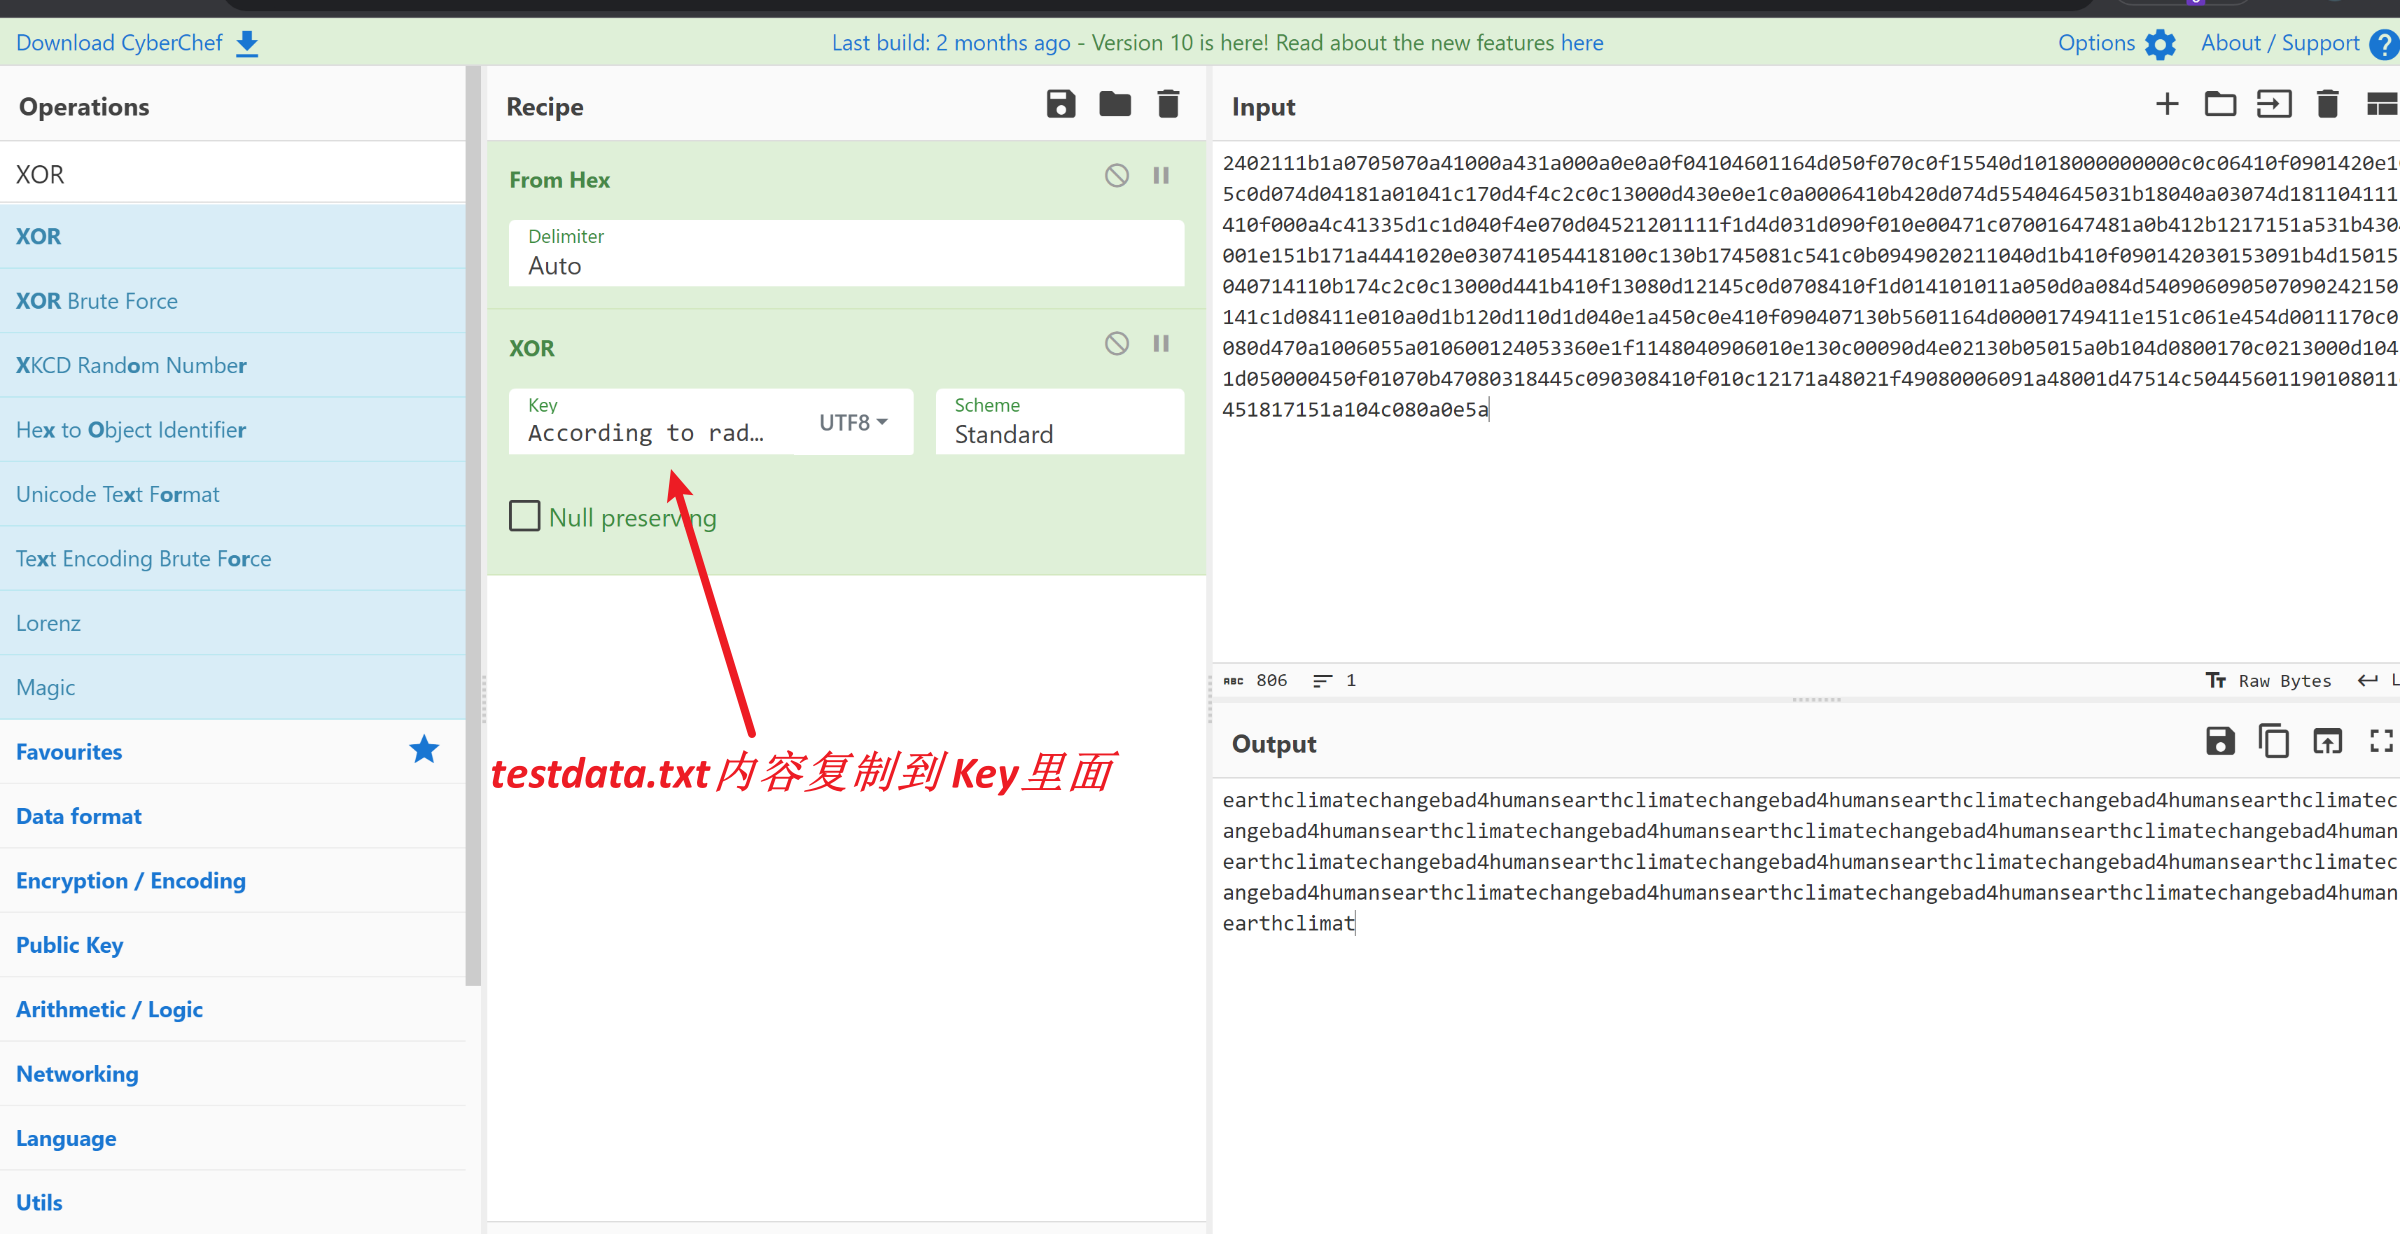 Download CyberChef
Last build: 2 months ago - Version 10 is here! Read about the new features here
Options
About / Support
Operations
XOR
XOR
XOR Brute Force
XKCD Random Number
Hex to Object Identifier
Unicode Text Format
Text Encoding Brute Force
Lorenz
Magic
Favourites
Data format
Encryption / Encoding
Public Key
Arithmetic / Logic
Networking
Language
Utils
Recipe
From Hex
Delimiter
Auto
XOR
Key
According to rad…
UTF8
Scheme
Standard
Null preserving
testdata.txt内容复制到Key里面
Input
2402111b1a0705070a41000a431a000a0e0a0f04104601164d050f070c0f15540d1018000000000c0c06410f0901420e1
5c0d074d04181a01041c170d4f4c2c0c13000d430e0e1c0a0006410b420d074d55404645031b18040a03074d181104111
410f000a4c41335d1c1d040f4e070d04521201111f1d4d031d090f010e00471c07001647481a0b412b1217151a531b430
001e151b171a4441020e030741054418100c130b1745081c541c0b0949020211040d1b410f090142030153091b4d15015
040714110b174c2c0c13000d441b410f13080d12145c0d0708410f1d014101011a050d0a084d540906090507090242150
141c1d08411e010a0d1b120d110d1d040e1a450c0e410f090407130b5601164d00001749411e151c061e454d0011170c0
080d470a1006055a010600124053360e1f1148040906010e130c00090d4e02130b05015a0b104d0800170c0213000d104
1d050000450f01070b47080318445c090308410f010c12171a48021f49080006091a48001d47514c50445601190108011
451817151a104c080a0e5a
806
1
Raw Bytes
Output
earthclimatechangebad4humansearthclimatechangebad4humansearthclimatechangebad4humansearthclimatec
angebad4humansearthclimatechangebad4humansearthclimatechangebad4humansearthclimatechangebad4human
earthclimatechangebad4humansearthclimatechangebad4humansearthclimatechangebad4humansearthclimatec
angebad4humansearthclimatechangebad4humansearthclimatechangebad4humansearthclimatechangebad4human
earthclimat